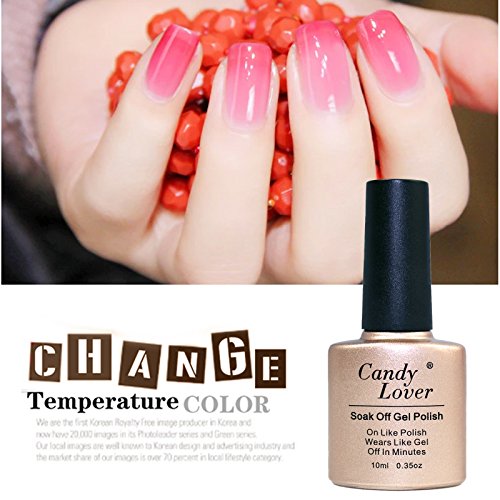 CHANGE
Temperature COLOR
We are the first Korean Royalty Free image producer in Korea and
now have 20,000 images in its Photoleader series and Green series.
Our local images are well known to Korean design and advertising industry and
the market share of our images is over 70 percent in local lifestyle category.
Candy ®
Lover
Soak Off Gel Polish
On Like Polish
Wears Like Gel
Off In Minutes
10ml 0.35oz